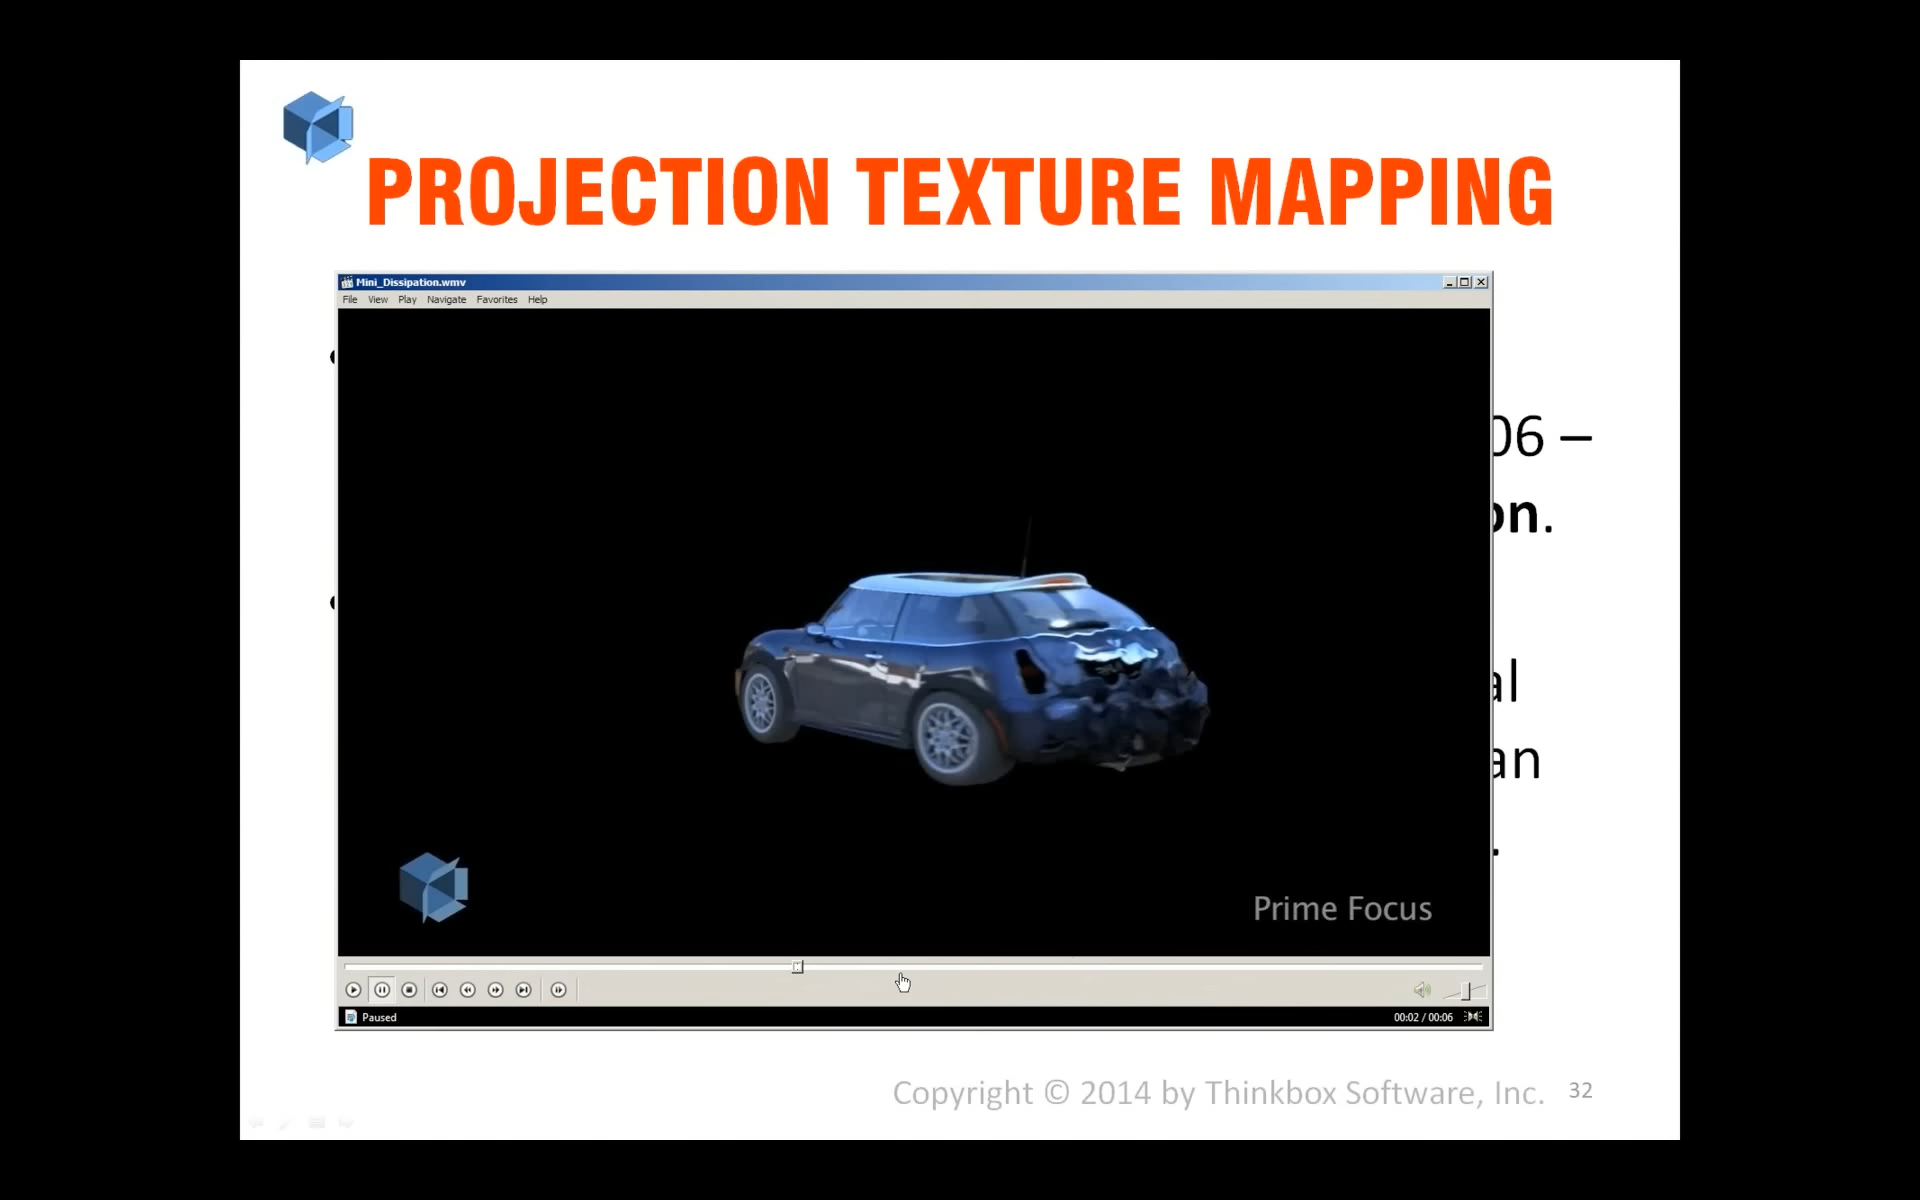 PROJECTION TEXTURE MAPPING
Mini_Dissipation.wmv
File View Play Navigate Favorites Help
06 –
on.
al
an
.
Prime Focus
Paused
00:02 / 00:06
Copyright © 2014 by Thinkbox Software, Inc. 32